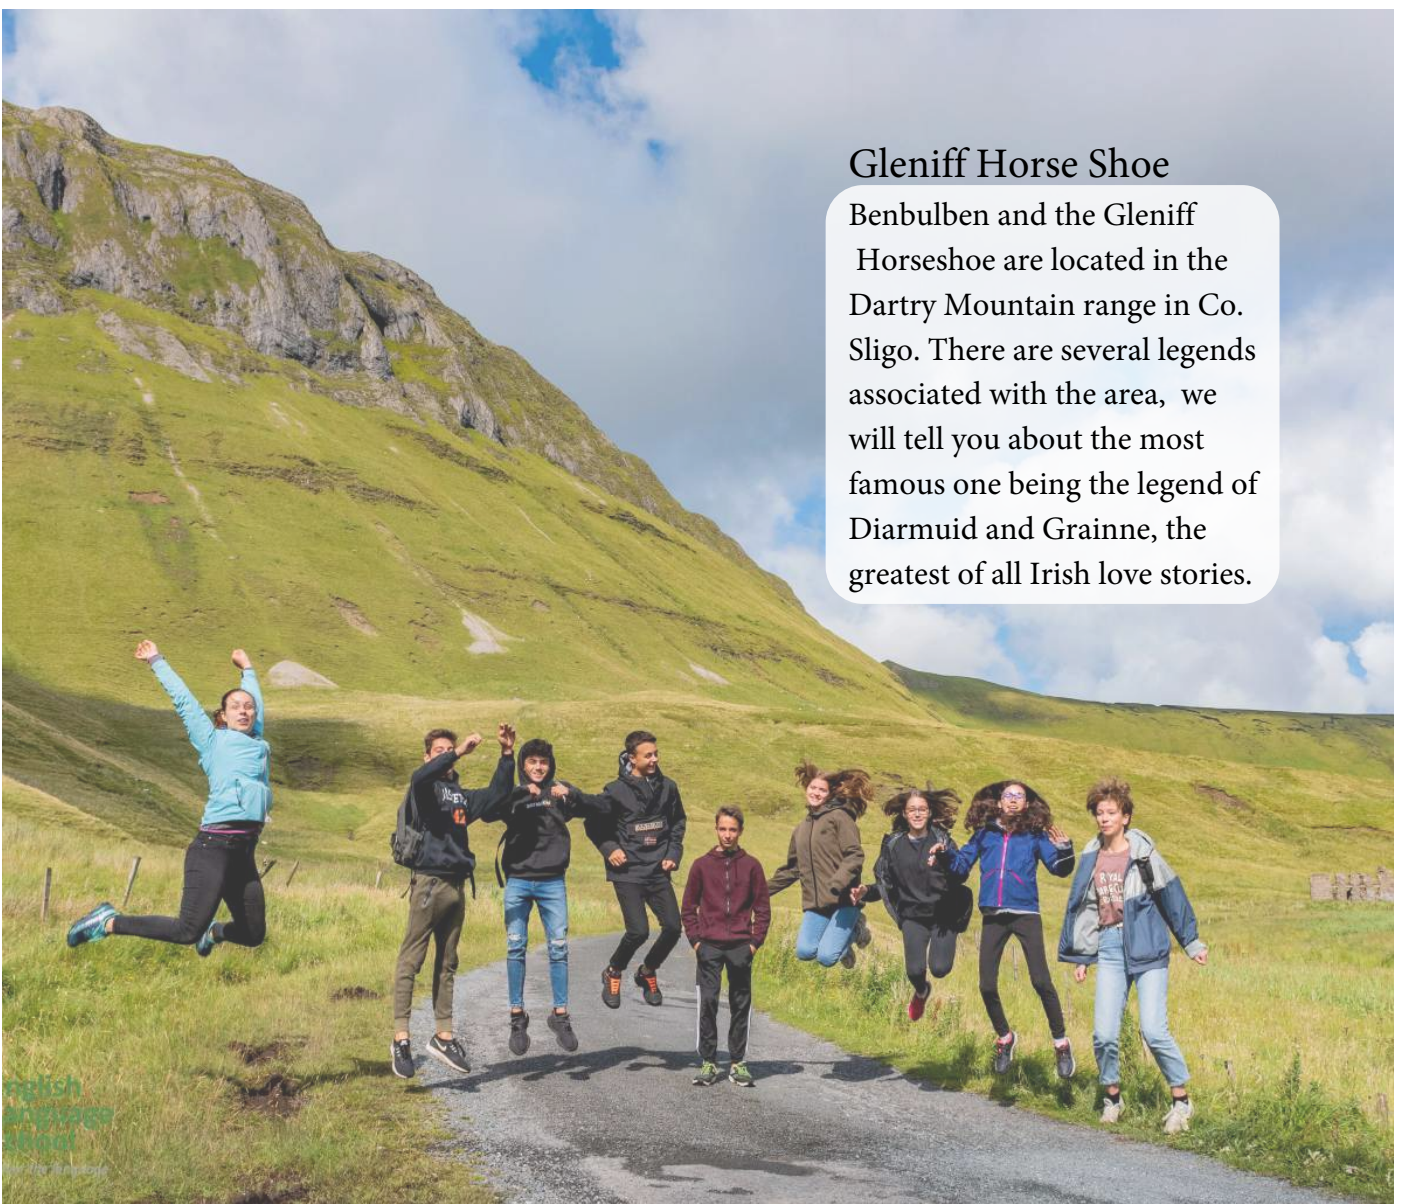 Gleniff Horse Shoe
Benbulben and the Gleniff
Horseshoe are located in the
Dartry Mountain range in Co.
Sligo. There are several legends
associated with the area, we
will tell you about the most
famous one being the legend of
Diarmuid and Grainne, the
greatest of all Irish love stories.
ROYAL
nglish
anguage
chool